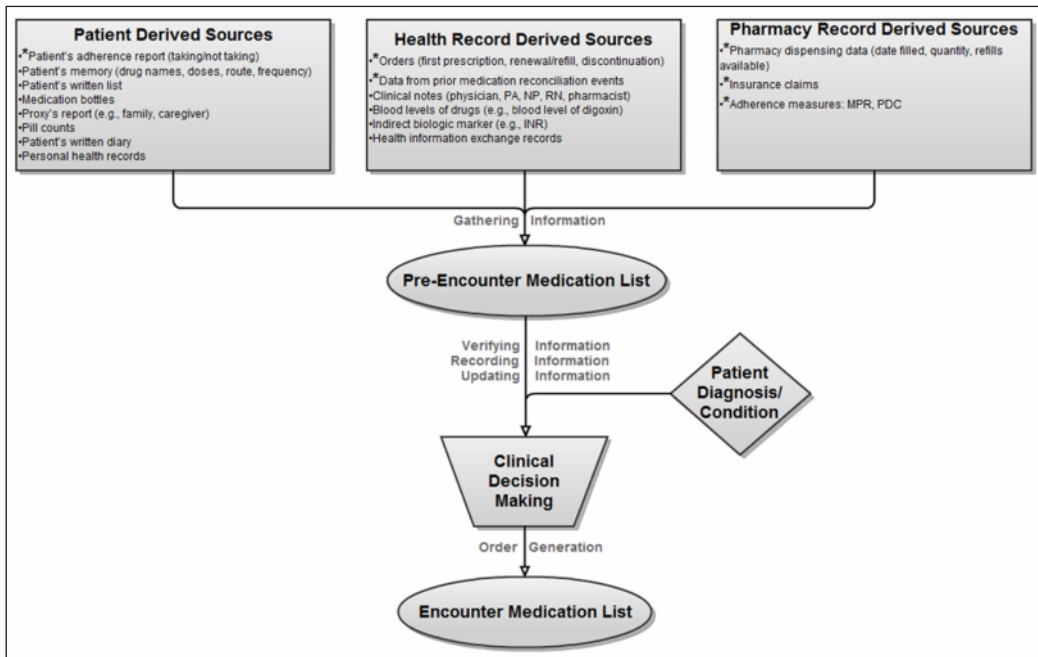 Patient Derived Sources
•*Patient's adherence report (taking/not taking)
•Patient's memory (drug names, doses, route, frequency)
•Patient's written list
•Medication bottles
•Proxy's report (e.g., family, caregiver)
•Pill counts
•Patient's written diary
•Personal health records
Health Record Derived Sources
•*Orders (first prescription, renewal/refill, discontinuation)
•*Data from prior medication reconciliation events
•Clinical notes (physician, PA, NP, RN, pharmacist)
•Blood levels of drugs (e.g., blood level of digoxin)
•Indirect biologic marker (e.g., INR)
•Health information exchange records
Pharmacy Record Derived Sources
•*Pharmacy dispensing data (date filled, quantity, refills
available)
•*Insurance claims
•*Adherence measures: MPR, PDC
Gathering Information
Pre-Encounter Medication List
Verifying Information
Recording Information
Updating Information
Patient
Diagnosis/
Condition
Clinical
Decision
Making
Order Generation
Encounter Medication List